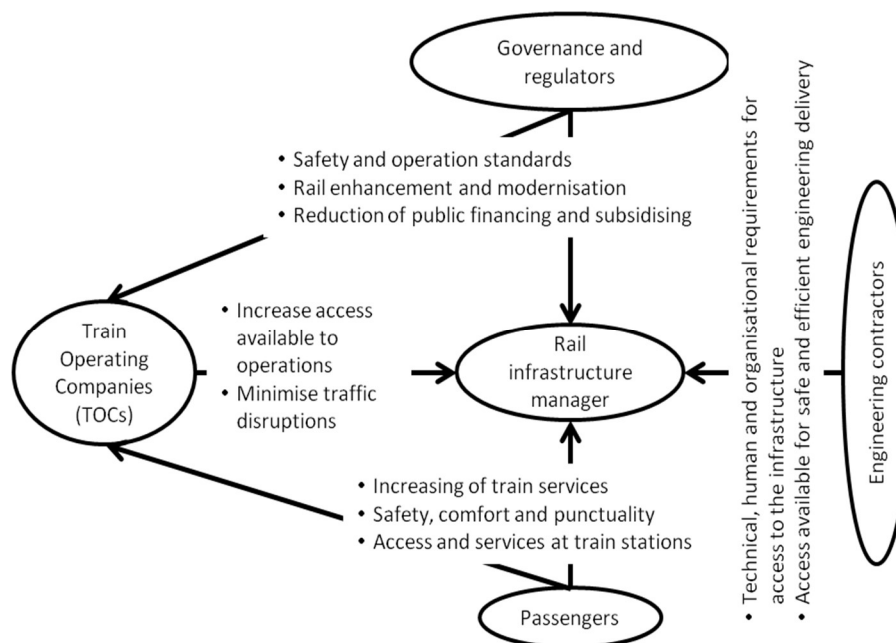 Governance and
regulators
• Safety and operation standards
• Rail enhancement and modernisation
• Reduction of public financing and subsidising
Train
Operating
Companies
(TOCs)
• Increase access
available to
operations
• Minimise traffic
disruptions
Rail
infrastructure
manager
• Technical, human and organisational requirements for
access to the infrastructure
• Access available for safe and efficient engineering delivery
Engineering contractors
• Increasing of train services
• Safety, comfort and punctuality
• Access and services at train stations
Passengers